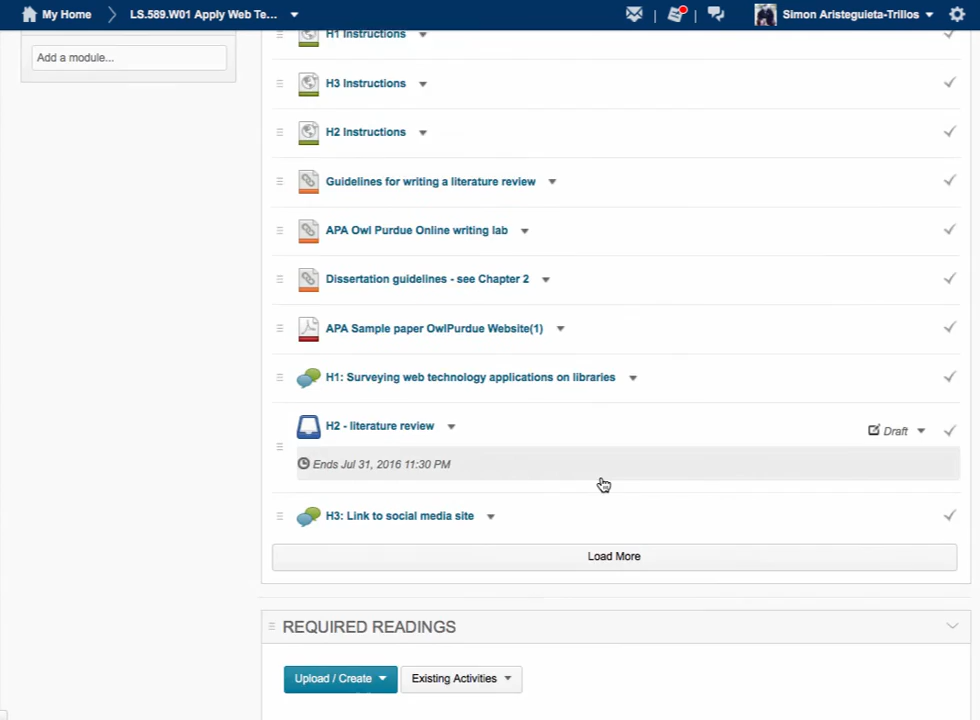 My Home
LS.589.W01 Apply Web Te...
Simon Aristeguieta-Trillos
Add a module...
H1 Instructions
H3 Instructions
H2 Instructions
Guidelines for writing a literature review
APA Owl Purdue Online writing lab
Dissertation guidelines - see Chapter 2
APA Sample paper OwlPurdue Website(1)
H1: Surveying web technology applications on libraries
H2 - literature review
Draft
Ends Jul 31, 2016 11:30 PM
H3: Link to social media site
Load More
REQUIRED READINGS
Upload / Create
Existing Activities